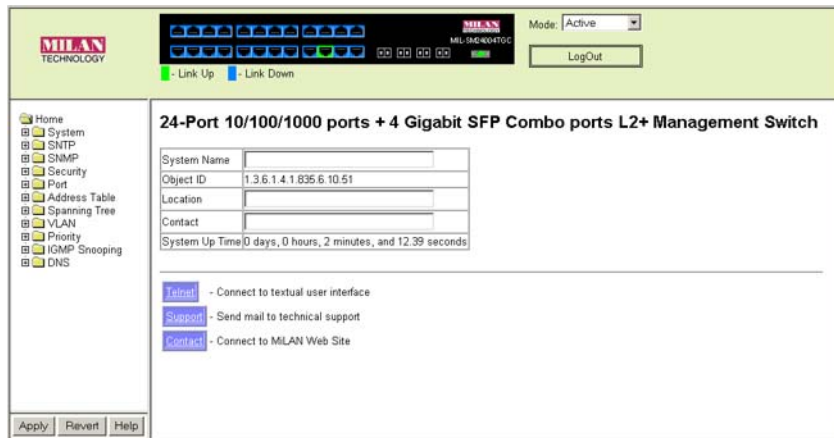 MILAN
TECHNOLOGY
MILAN
MIL-SM24004TGC
- Link Up - Link Down
Mode: Active
LogOut
Home
System
SNTP
SNMP
Security
Port
Address Table
Spanning Tree
VLAN
Priority
IGMP Snooping
DNS
24-Port 10/100/1000 ports + 4 Gigabit SFP Combo ports L2+ Management Switch
System Name
Object ID 1.3.6.1.4.1.835.6.10.51
Location
Contact
System Up Time 0 days, 0 hours, 2 minutes, and 12.39 seconds
Telnet - Connect to textual user interface
Support - Send mail to technical support
Contact - Connect to MiLAN Web Site
Apply Revert Help